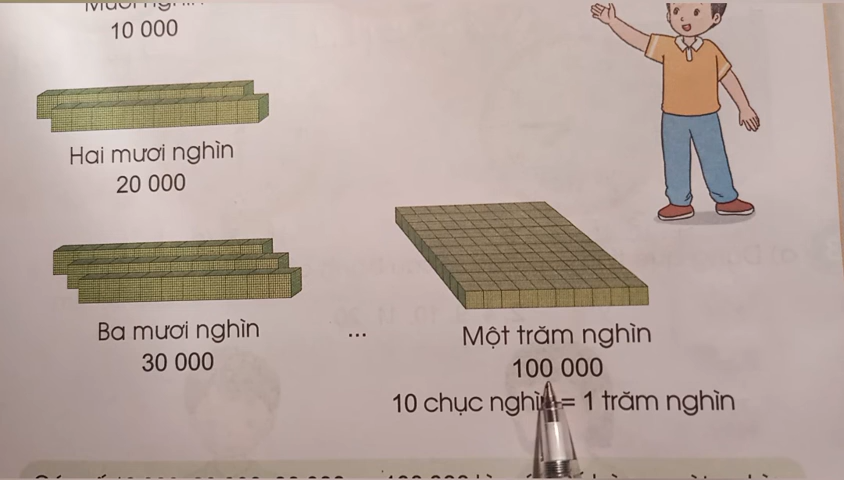 10 000
Hai mươi nghìn
20 000
Ba mươi nghìn
30 000
...
Một trăm nghìn
100 000
10 chục nghìn = 1 trăm nghìn